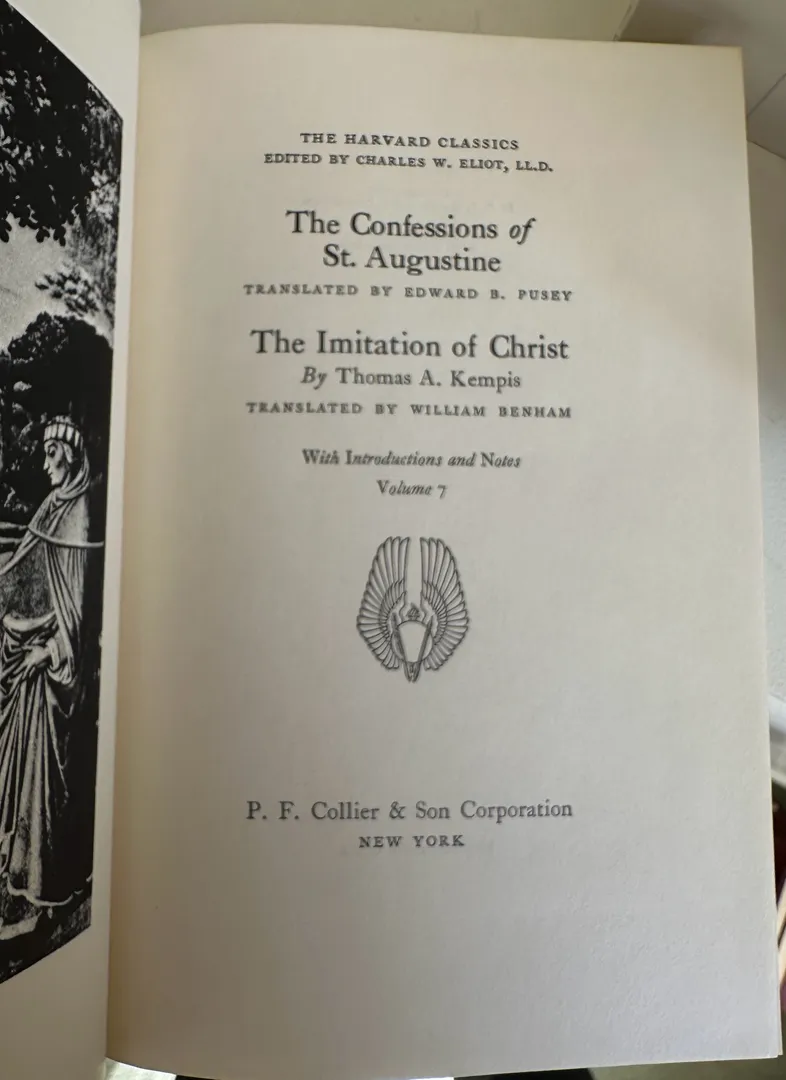 THE HARVARD CLASSICS
EDITED BY CHARLES W. ELIOT, LL.D.
The Confessions of
St. Augustine
TRANSLATED BY EDWARD B. PUSEY
The Imitation of Christ
By Thomas A. Kempis
TRANSLATED BY WILLIAM BENHAM
With Introductions and Notes
Volume 7
P. F. Collier & Son Corporation
NEW YORK